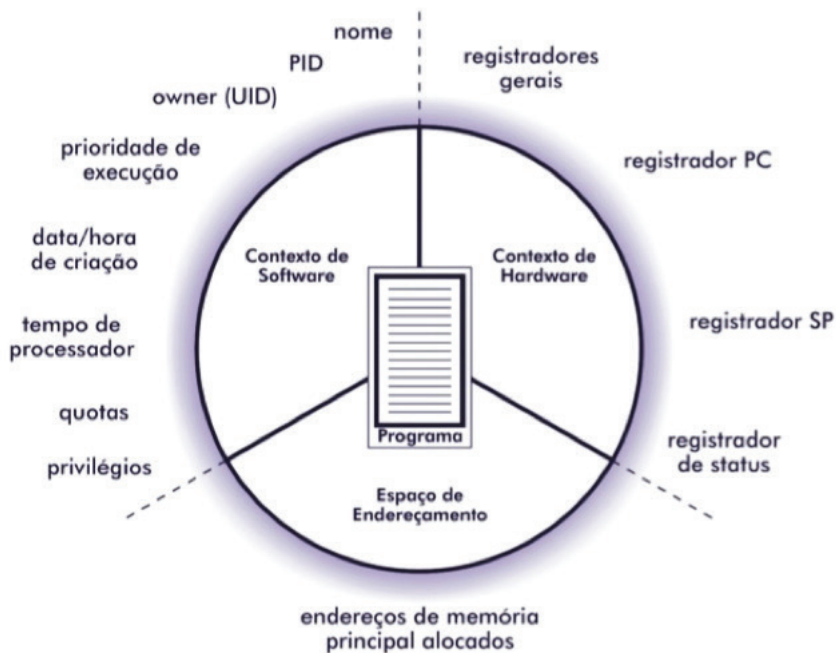 nome
PID
owner (UID)
prioridade de
execução
data/hora
de criação
tempo de
processador
quotas
privilégios
registradores
gerais
registrador PC
registrador SP
registrador
de status
Contexto de
Software
Contexto de
Hardware
Programa
Espaço de
Endereçamento
endereços de memória
principal alocados